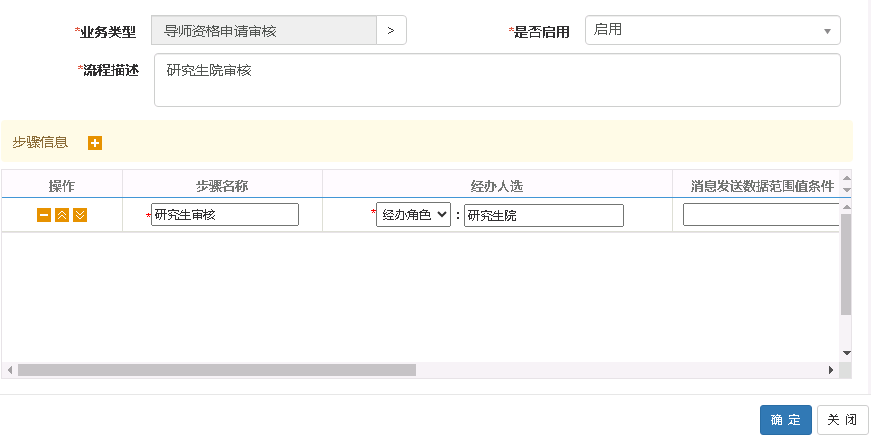 *业务类型 导师资格申请审核 > *是否启用 启用
*流程描述 研究生院审核
步骤信息
操作 步骤名称 经办人选 消息发送数据范围值条件
*研究生审核 *经办角色 : 研究生院
确 定 关 闭